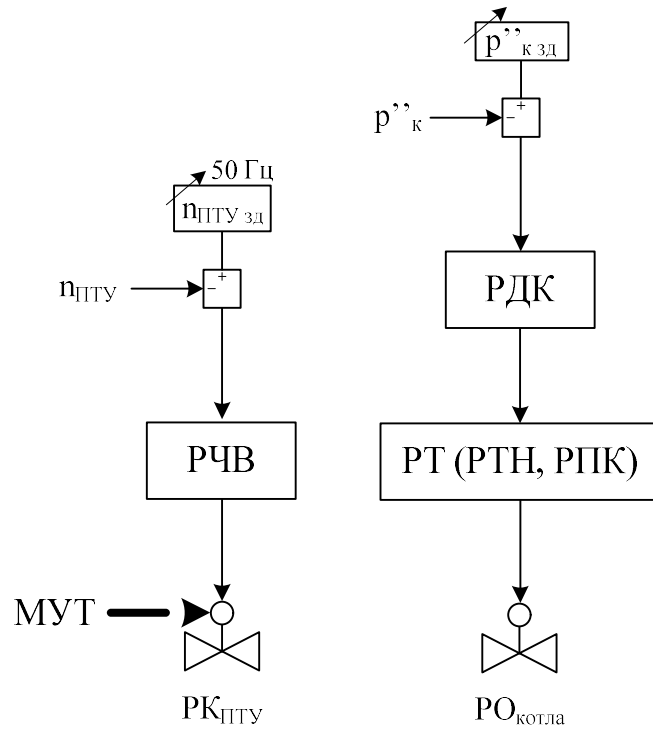 p’’к зд
p’’к
- +
50 Гц
nПТУ зд
nПТУ
- +
РДК
РЧВ
РТ (РТН, РПК)
МУТ
РКПТУ
РОкотла